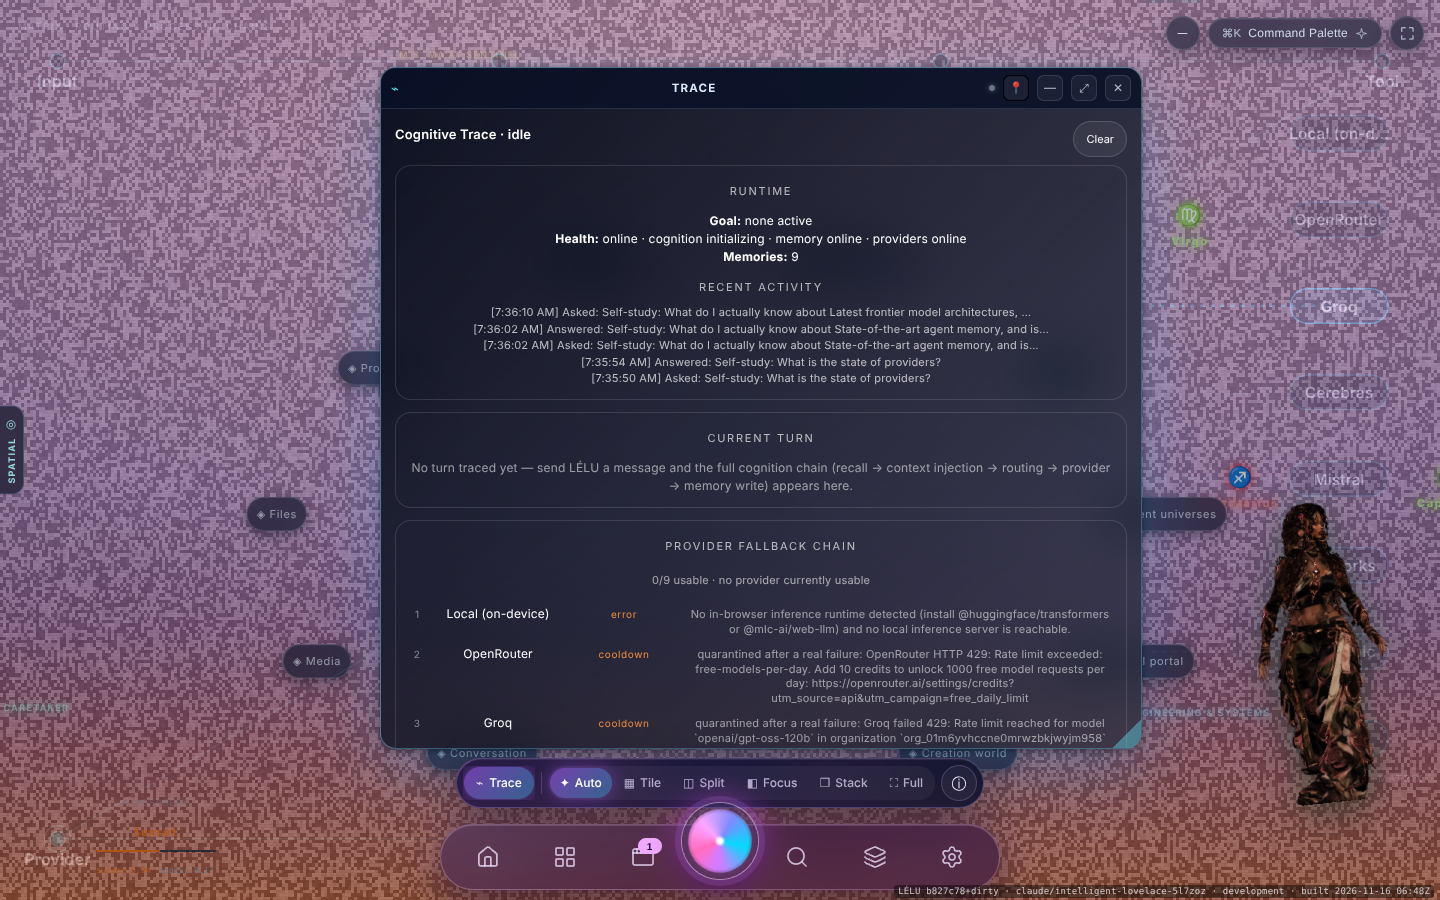 ⌘K Command Palette
Input
Tool
TRACE
Cognitive Trace · idle
Clear
Local (on-d...
RUNTIME
Goal: none active
Health: online · cognition initializing · memory online · providers online
Memories: 9
OpenRouter
Virgo
RECENT ACTIVITY
[7:36:10 AM] Asked: Self-study: What do I actually know about Latest frontier model architectures, ...
[7:36:02 AM] Answered: Self-study: What do I actually know about State-of-the-art agent memory, and is...
[7:36:02 AM] Asked: Self-study: What do I actually know about State-of-the-art agent memory, and is...
[7:35:54 AM] Answered: Self-study: What is the state of providers?
[7:35:50 AM] Asked: Self-study: What is the state of providers?
Groq
Pro
Cerebras
SPATIAL
CURRENT TURN
No turn traced yet — send LÉLU a message and the full cognition chain (recall → context injection → routing → provider
→ memory write) appears here.
Mistral
Cap
Files
ent universes
PROVIDER FALLBACK CHAIN
0/9 usable · no provider currently usable
orks
1 Local (on-device) error No in-browser inference runtime detected (install @huggingface/transformers
or @mlc-ai/web-llm) and no local inference server is reachable.
2 OpenRouter cooldown quarantined after a real failure: OpenRouter HTTP 429: Rate limit exceeded:
free-models-per-day. Add 10 credits to unlock 1000 free model requests per
day: https://openrouter.ai/settings/credits?
utm_source=api&utm_campaign=free_daily_limit
Media
l portal
CARETAKER
GINEERING & SYSTEMS
3 Groq cooldown quarantined after a real failure: Groq failed 429: Rate limit reached for model
`openai/gpt-oss-120b` in organization `org_01m6yvhccne0mrwzbkjwyjm958`
Conversation
Creation world
Trace Auto Tile Split Focus Stack Full
1
Provider
LÉLU b827c78+dirty · claude/intelligent-lovelace-5l7zoz · development · built 2026-11-16 06:48Z